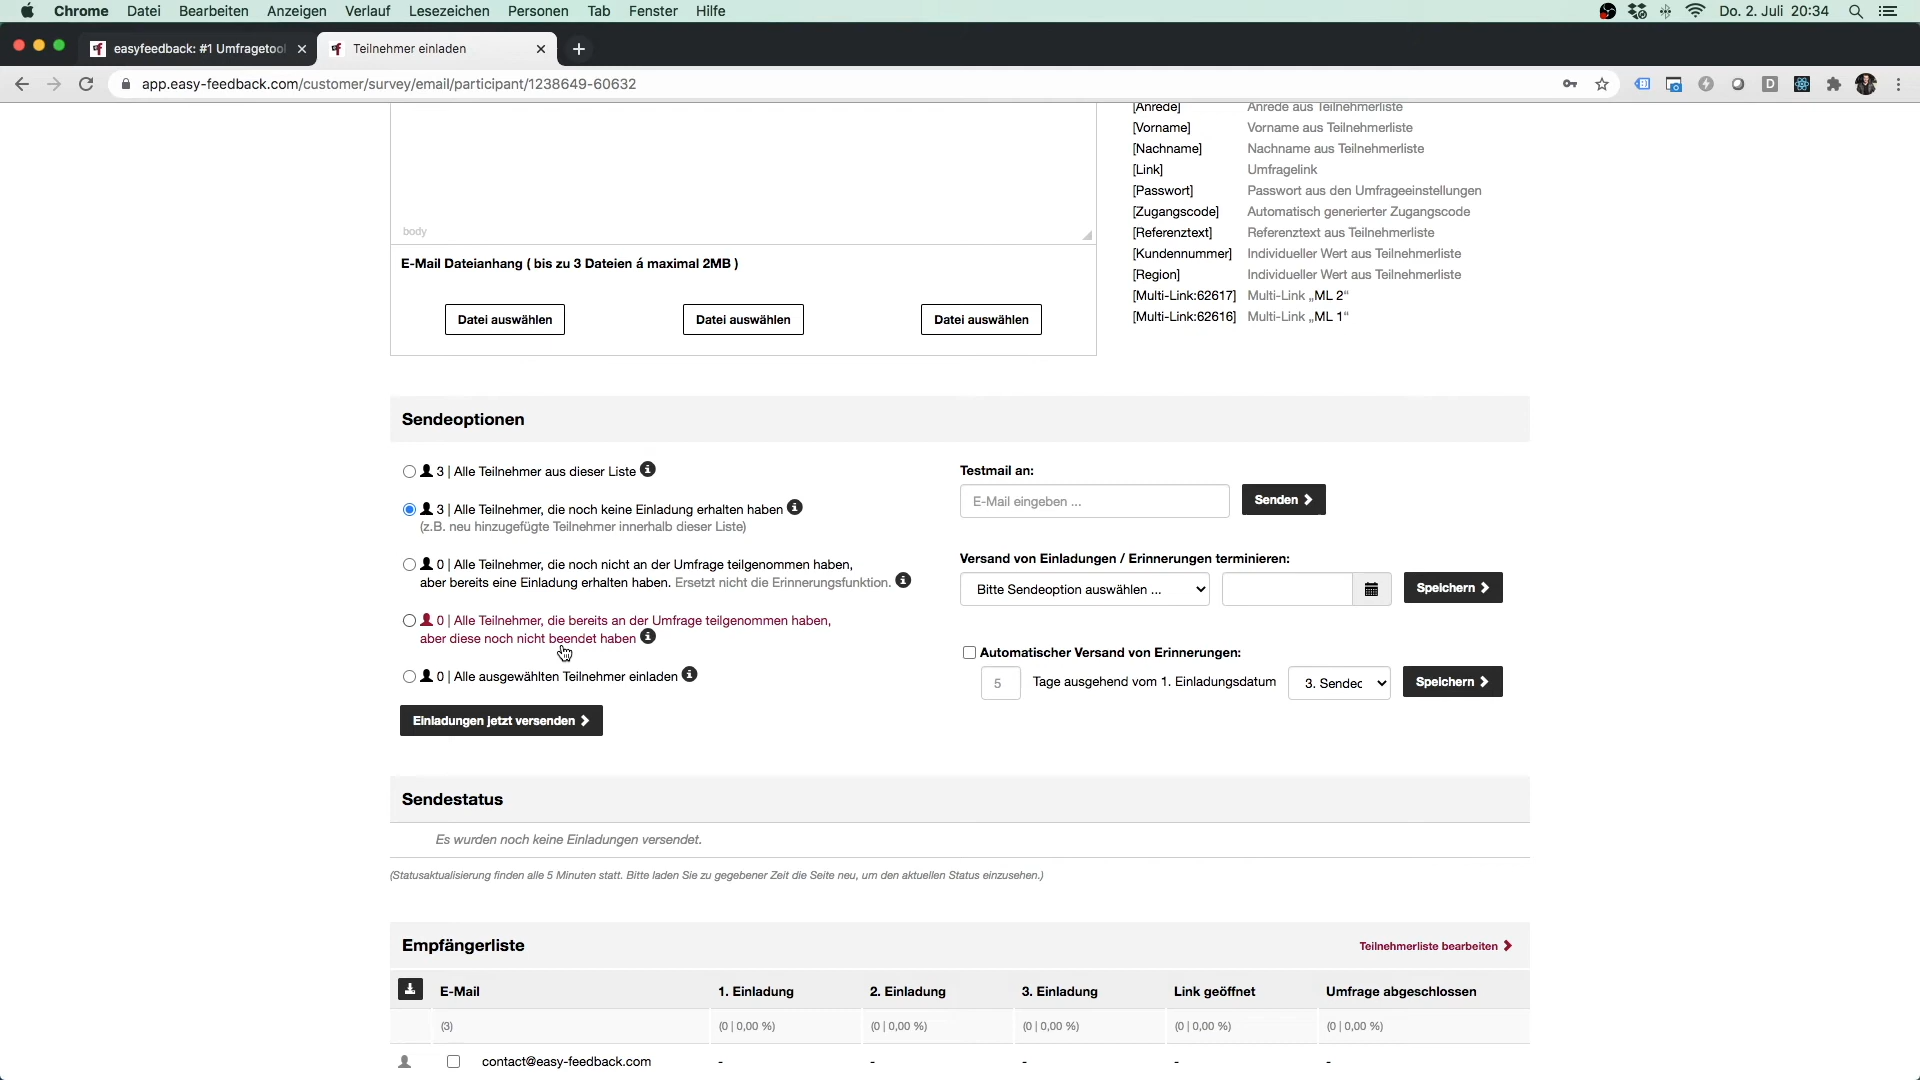 Chrome Datei Bearbeiten Anzeigen Verlauf Lesezeichen Personen Tab Fenster Hilfe Do. 2. Juli 20:34
easyfeedback: #1 Umfragetool Teilnehmer einladen
app.easy-feedback.com/customer/survey/email/participant/1238649-60632
[Anrede] Anrede aus Teilnehmerliste
[Vorname] Vorname aus Teilnehmerliste
[Nachname] Nachname aus Teilnehmerliste
[Link] Umfragelink
[Passwort] Passwort aus den Umfrageeinstellungen
[Zugangscode] Automatisch generierter Zugangscode
[Referenztext] Referenztext aus Teilnehmerliste
[Kundennummer] Individueller Wert aus Teilnehmerliste
[Region] Individueller Wert aus Teilnehmerliste
[Multi-Link:62617] Multi-Link „ML 2“
[Multi-Link:62616] Multi-Link „ML 1“
body
E-Mail Dateianhang ( bis zu 3 Dateien á maximal 2MB )
Datei auswählen Datei auswählen Datei auswählen
Sendeoptionen
3 | Alle Teilnehmer aus dieser Liste
3 | Alle Teilnehmer, die noch keine Einladung erhalten haben
(z.B. neu hinzugefügte Teilnehmer innerhalb dieser Liste)
0 | Alle Teilnehmer, die noch nicht an der Umfrage teilgenommen haben,
aber bereits eine Einladung erhalten haben. Ersetzt nicht die Erinnerungsfunktion.
0 | Alle Teilnehmer, die bereits an der Umfrage teilgenommen haben,
aber diese noch nicht beendet haben
0 | Alle ausgewählten Teilnehmer einladen
Einladungen jetzt versenden
Testmail an:
E-Mail eingeben ... Senden
Versand von Einladungen / Erinnerungen terminieren:
Bitte Sendeoption auswählen ... Speichern
Automatischer Versand von Erinnerungen:
5 Tage ausgehend vom 1. Einladungsdatum 3. Sendec Speichern
Sendestatus
Es wurden noch keine Einladungen versendet.
(Statusaktualisierung finden alle 5 Minuten statt. Bitte laden Sie zu gegebener Zeit die Seite neu, um den aktuellen Status einzusehen.)
Empfängerliste Teilnehmerliste bearbeiten
E-Mail 1. Einladung 2. Einladung 3. Einladung Link geöffnet Umfrage abgeschlossen
(3) (0 | 0,00 %) (0 | 0,00 %) (0 | 0,00 %) (0 | 0,00 %) (0 | 0,00 %)
contact@easy-feedback.com - - - - -